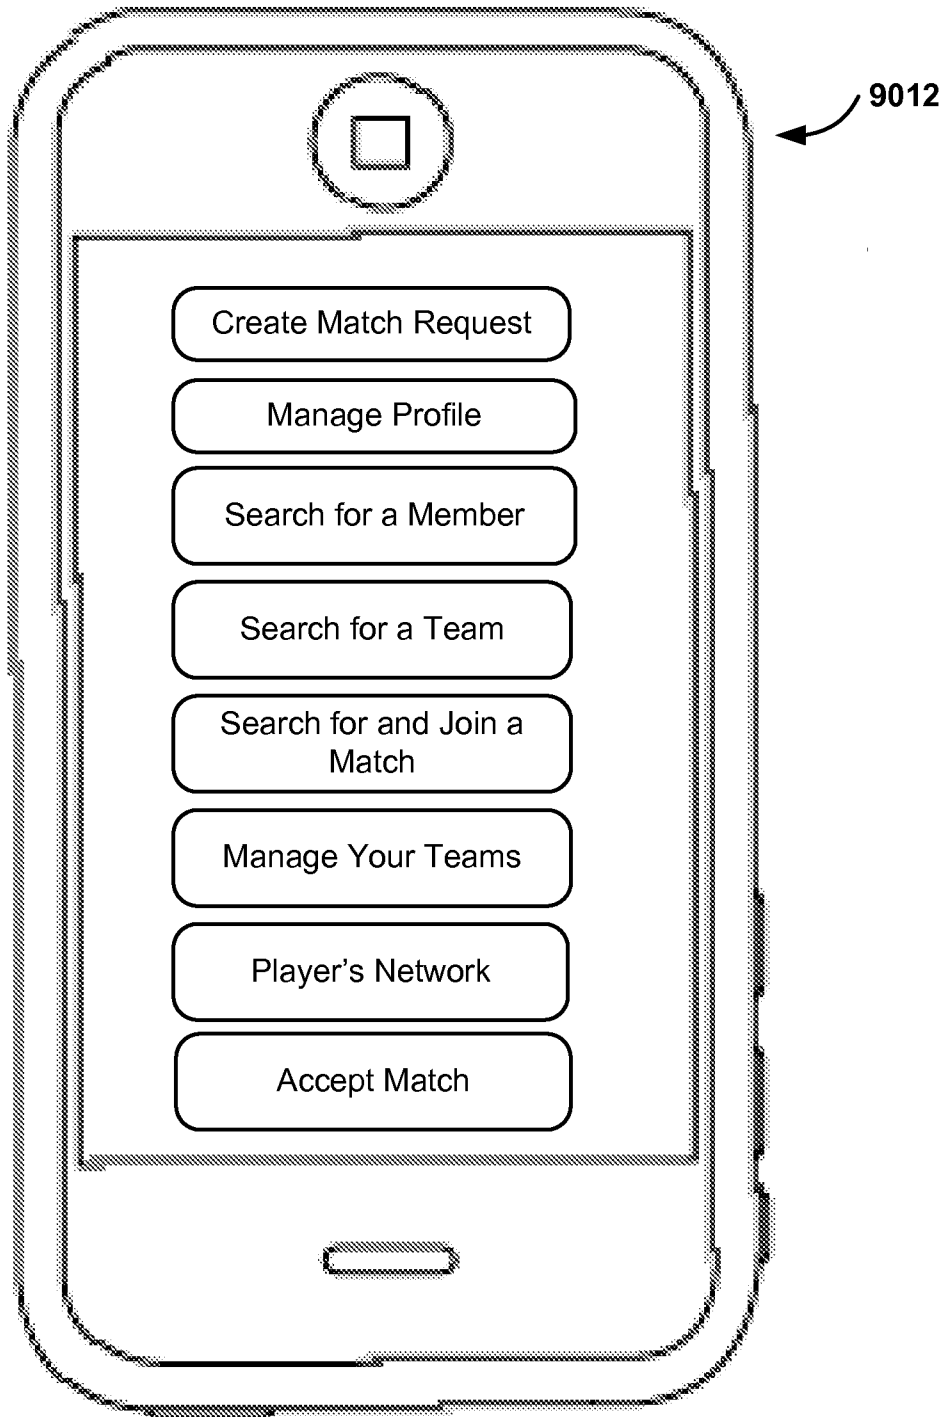 9012
Create Match Request
Manage Profile
Search for a Member
Search for a Team
Search for and Join a
Match
Manage Your Teams
Player’s Network
Accept Match